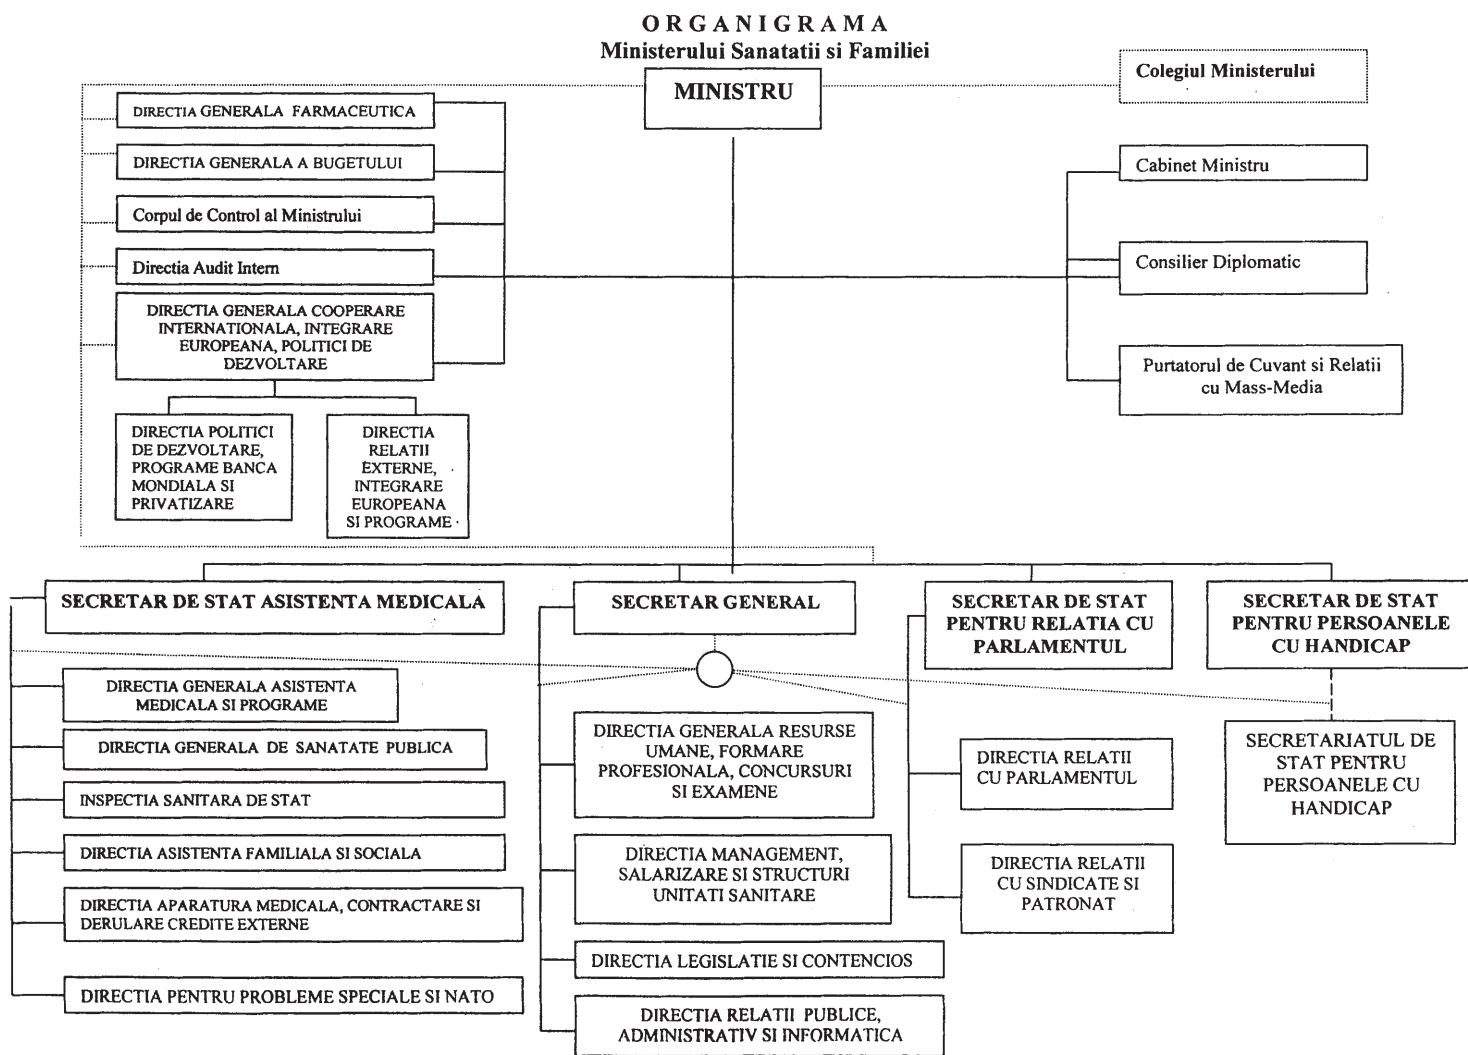 O R G A N I G R A M A
Ministerului Sanatatii si Familiei
MINISTRU
Colegiul Ministerului
DIRECTIA GENERALA FARMACEUTICA
DIRECTIA GENERALA A BUGETULUI
Corpul de Control al Ministrului
Directia Audit Intern
DIRECTIA GENERALA COOPERARE
INTERNATIONALA, INTEGRARE
EUROPEANA, POLITICI DE
DEZVOLTARE
DIRECTIA POLITICI
DE DEZVOLTARE,
PROGRAME BANCA
MONDIALA SI
PRIVATIZARE
DIRECTIA
RELATII
EXTERNE,
INTEGRARE
EUROPEANA
SI PROGRAME
Cabinet Ministru
Consilier Diplomatic
Purtatorul de Cuvant si Relatii
cu Mass-Media
SECRETAR DE STAT ASISTENTA MEDICALA
DIRECTIA GENERALA ASISTENTA
MEDICALA SI PROGRAME
DIRECTIA GENERALA DE SANATATE PUBLICA
INSPECTIA SANITARA DE STAT
DIRECTIA ASISTENTA FAMILIALA SI SOCIALA
DIRECTIA APARATURA MEDICALA, CONTRACTARE SI
DERULARE CREDITE EXTERNE
DIRECTIA PENTRU PROBLEME SPECIALE SI NATO
SECRETAR GENERAL
DIRECTIA GENERALA RESURSE
UMANE, FORMARE
PROFESIONALA, CONCURSURI
SI EXAMENE
DIRECTIA MANAGEMENT,
SALARIZARE SI STRUCTURI
UNITATI SANITARE
DIRECTIA LEGISLATIE SI CONTENCIOS
DIRECTIA RELATII PUBLICE,
ADMINISTRATIV SI INFORMATICA
SECRETAR DE STAT
PENTRU RELATIA CU
PARLAMENTUL
DIRECTIA RELATII
CU PARLAMENTUL
DIRECTIA RELATII
CU SINDICATE SI
PATRONAT
SECRETAR DE STAT
PENTRU PERSOANELE
CU HANDICAP
SECRETARIATUL DE
STAT PENTRU
PERSOANELE CU
HANDICAP